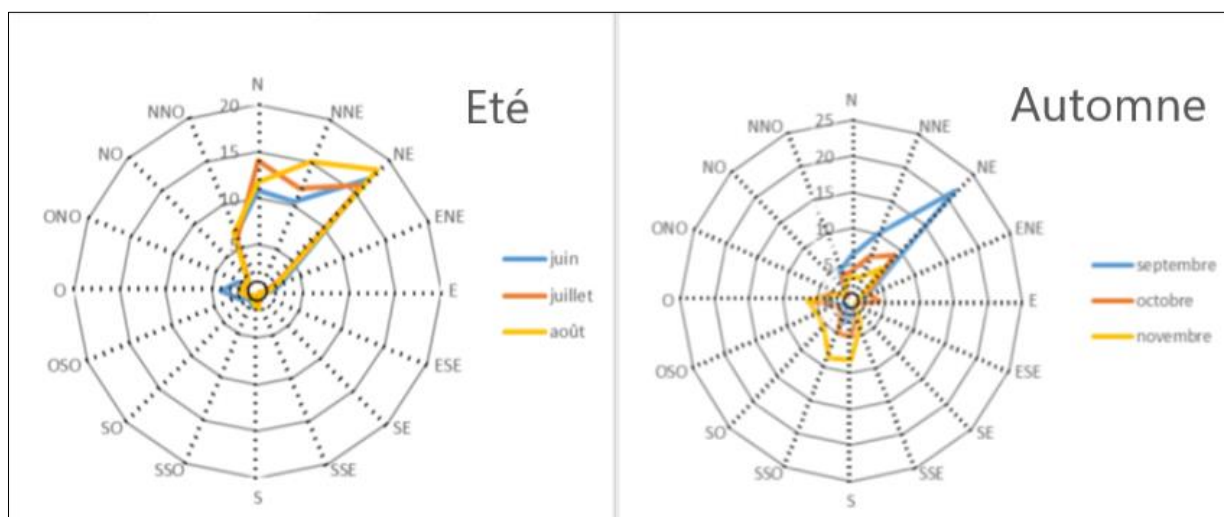 Eté
N
NNE
NE
ENE
E
ESE
SE
SSE
S
SSO
SO
OSO
O
ONO
NO
NNO
20
15
10
5
juin
juillet
août
Automne
N
NNE
NE
ENE
E
ESE
SE
SSE
S
SSO
SO
OSO
O
ONO
NO
NNO
25
20
15
10
5
septembre
octobre
novembre